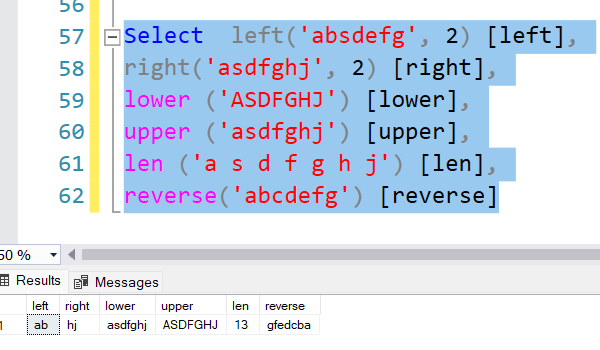 56
57 Select  left('absdefg', 2) [left],
58 right('asdfghj', 2) [right],
59 lower ('ASDFGHJ') [lower],
60 upper ('asdfghj') [upper],
61 len ('a s d f g h j') [len],
62 reverse('abcdefg') [reverse]
50 %
Results Messages
left right lower upper len reverse
1 ab hj asdfghj ASDFGHJ 13 gfedcba